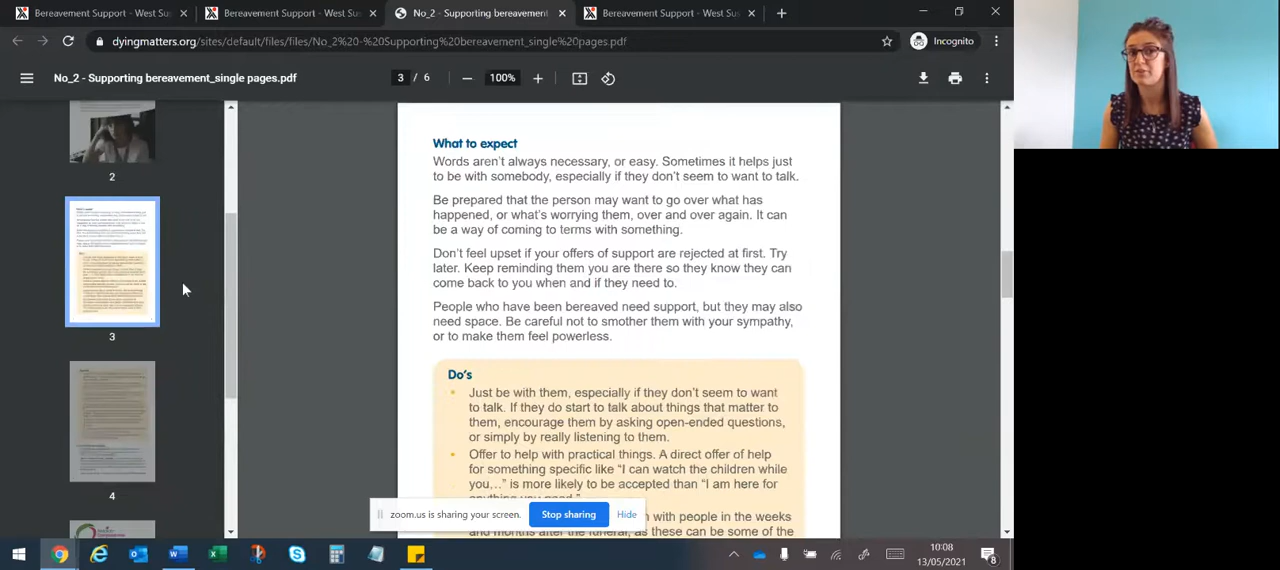 Bereavement Support - West Sus
Bereavement Support - West Sus
No_2 - Supporting bereavement
Bereavement Support - West Sus
dyingmatters.org/sites/default/files/files/No_2%20-%20Supporting%20bereavement_single%20pages.pdf
Incognito
No_2 - Supporting bereavement_single pages.pdf
3 / 6
100%
2
3
4
What to expect
Words aren't always necessary, or easy. Sometimes it helps just
to be with somebody, especially if they don't seem to want to talk.
Be prepared that the person may want to go over what has
happened, or what's worrying them, over and over again. It can
be a way of coming to terms with something.
Don't feel upset if your offers of support are rejected at first. Try
later. Keep reminding them you are there so they know they can
come back to you when and if they need to.
People who have been bereaved need support, but they may also
need space. Be careful not to smother them with your sympathy,
or to make them feel powerless.
Do's
Just be with them, especially if they don't seem to want
to talk. If they do start to talk about things that matter to
them, encourage them by asking open-ended questions,
or simply by really listening to them.
Offer to help with practical things. A direct offer of help
for something specific like "I can watch the children while
you..." is more likely to be accepted than "I am here for
with people in the weeks
and months after the funeral, as these can be some of the
zoom.us is sharing your screen.
Stop sharing
Hide
10:08
13/05/2021
8